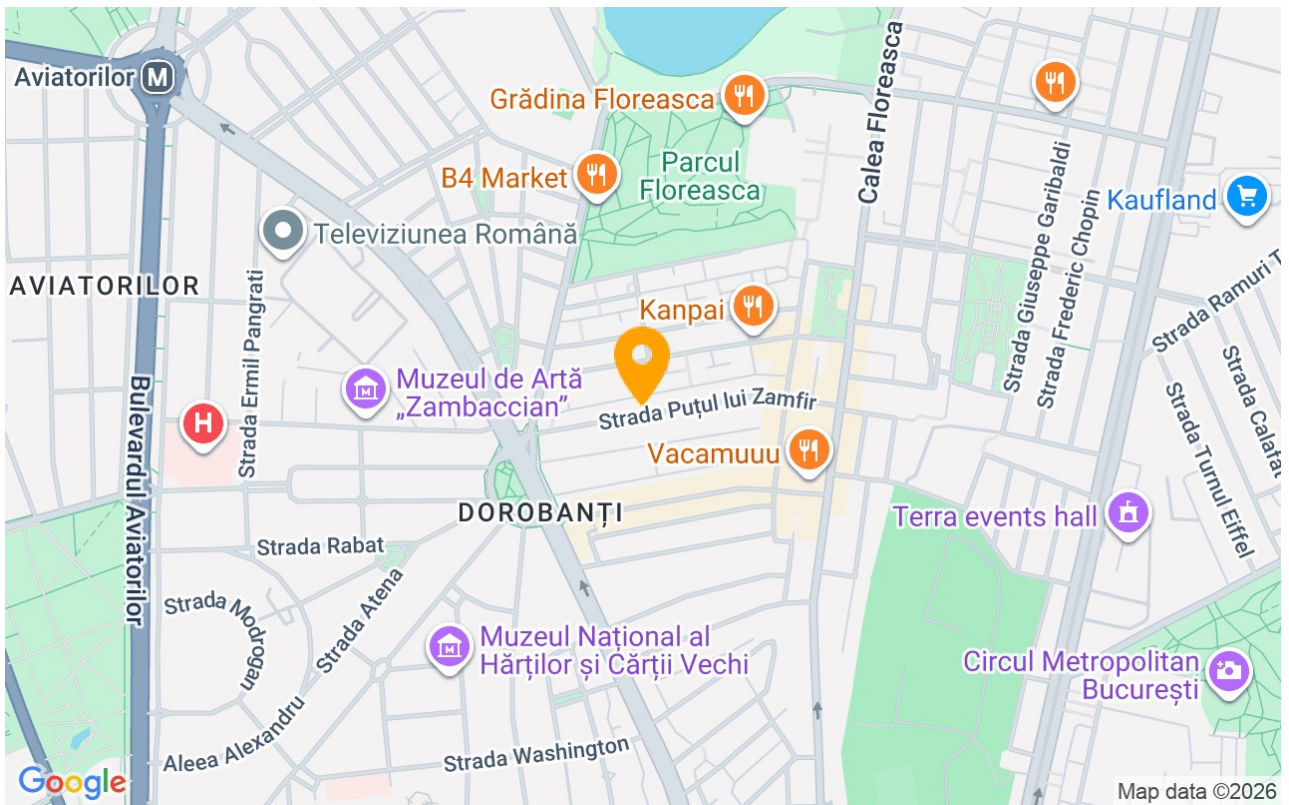 Aviatorilor
M
Grădina Floreasca
Calea Floreasca
B4 Market
Parcul
Floreasca
Strada Giuseppe Garibaldi
Strada Frederic Chopin
Kaufland
Televiziunea Română
AVIATORILOR
Strada Ermil Pangrati
Kanpai
Strada Ramuri T
Strada Calafat
Muzeul de Artă
„Zambaccian”
Strada Puțul lui Zamfir
H
Bulevardul Aviatorilor
Vacamuuu
Strada Turnul Eiffel
DOROBANȚI
Terra events hall
Strada Rabat
Strada Modrogan
Strada Atena
Muzeul Național al
Hărților și Cărții Vechi
Circul Metropolitan
București
Aleea Alexandru
Strada Washington
Google
Map data ©2026